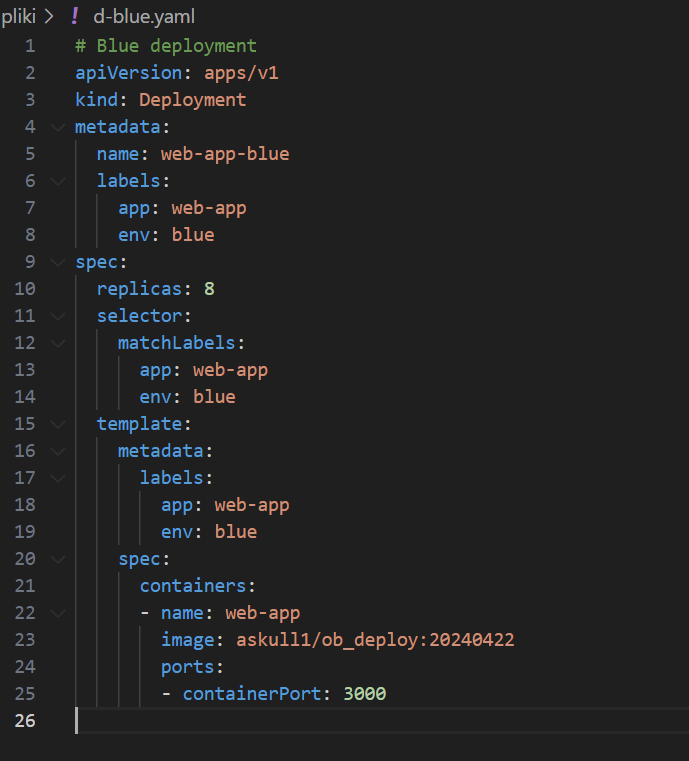 pliki > ! d-blue.yaml
1 # Blue deployment
2 apiVersion: apps/v1
3 kind: Deployment
4 metadata:
5   name: web-app-blue
6   labels:
7     app: web-app
8     env: blue
9 spec:
10   replicas: 8
11   selector:
12     matchLabels:
13       app: web-app
14       env: blue
15   template:
16     metadata:
17       labels:
18         app: web-app
19         env: blue
20     spec:
21       containers:
22       - name: web-app
23         image: askull1/ob_deploy:20240422
24         ports:
25         - containerPort: 3000
26